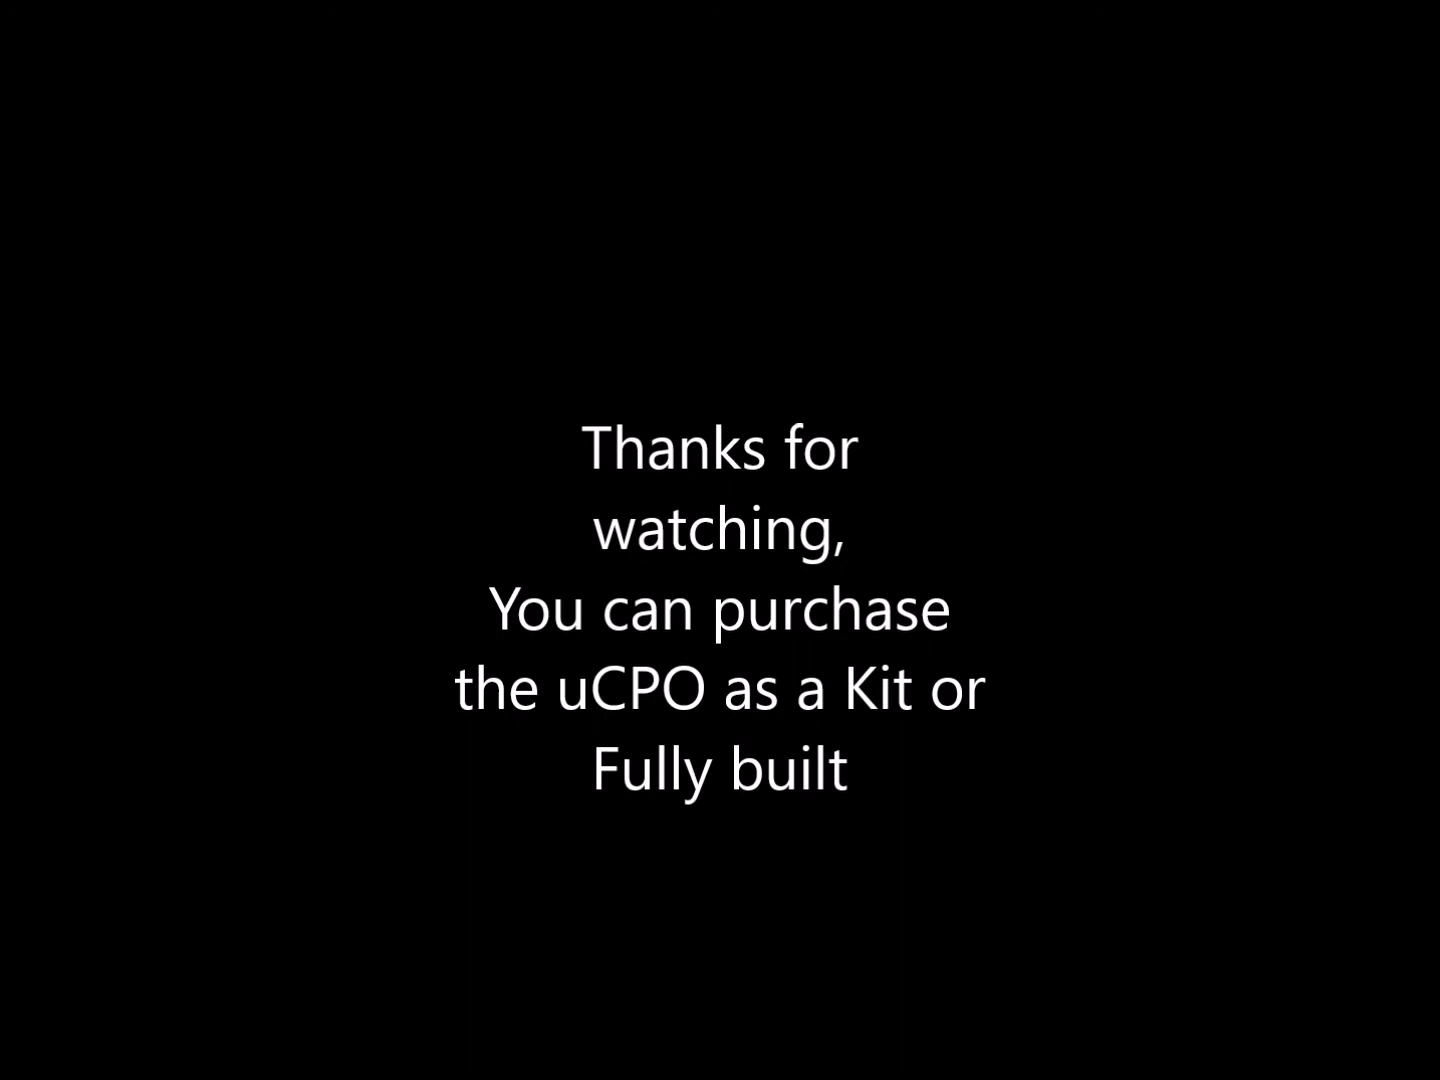 Thanks for
watching,
You can purchase
the uCPO as a Kit or
Fully built